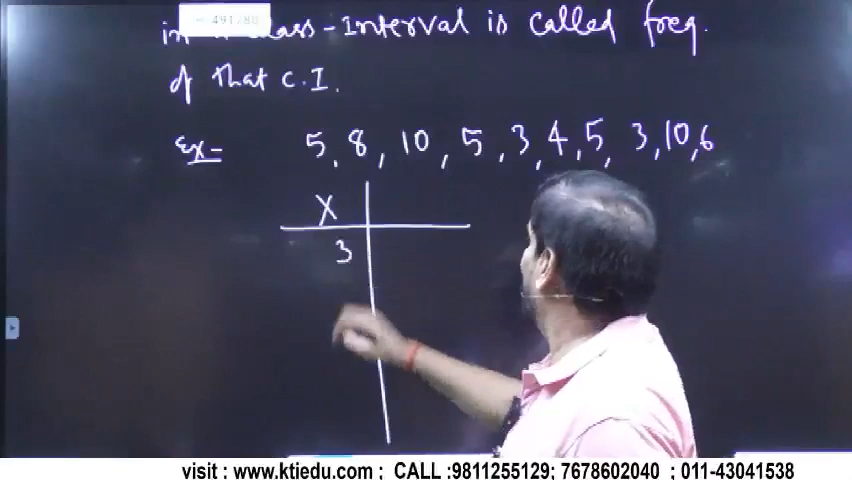 491280
in a class-Interval is called freq.
of that C.I.
Ex= 5, 8, 10, 5, 3, 4, 5, 3, 10, 6
X
3
visit : www.ktiedu.com ; CALL :9811255129; 7678602040 ; 011-43041538